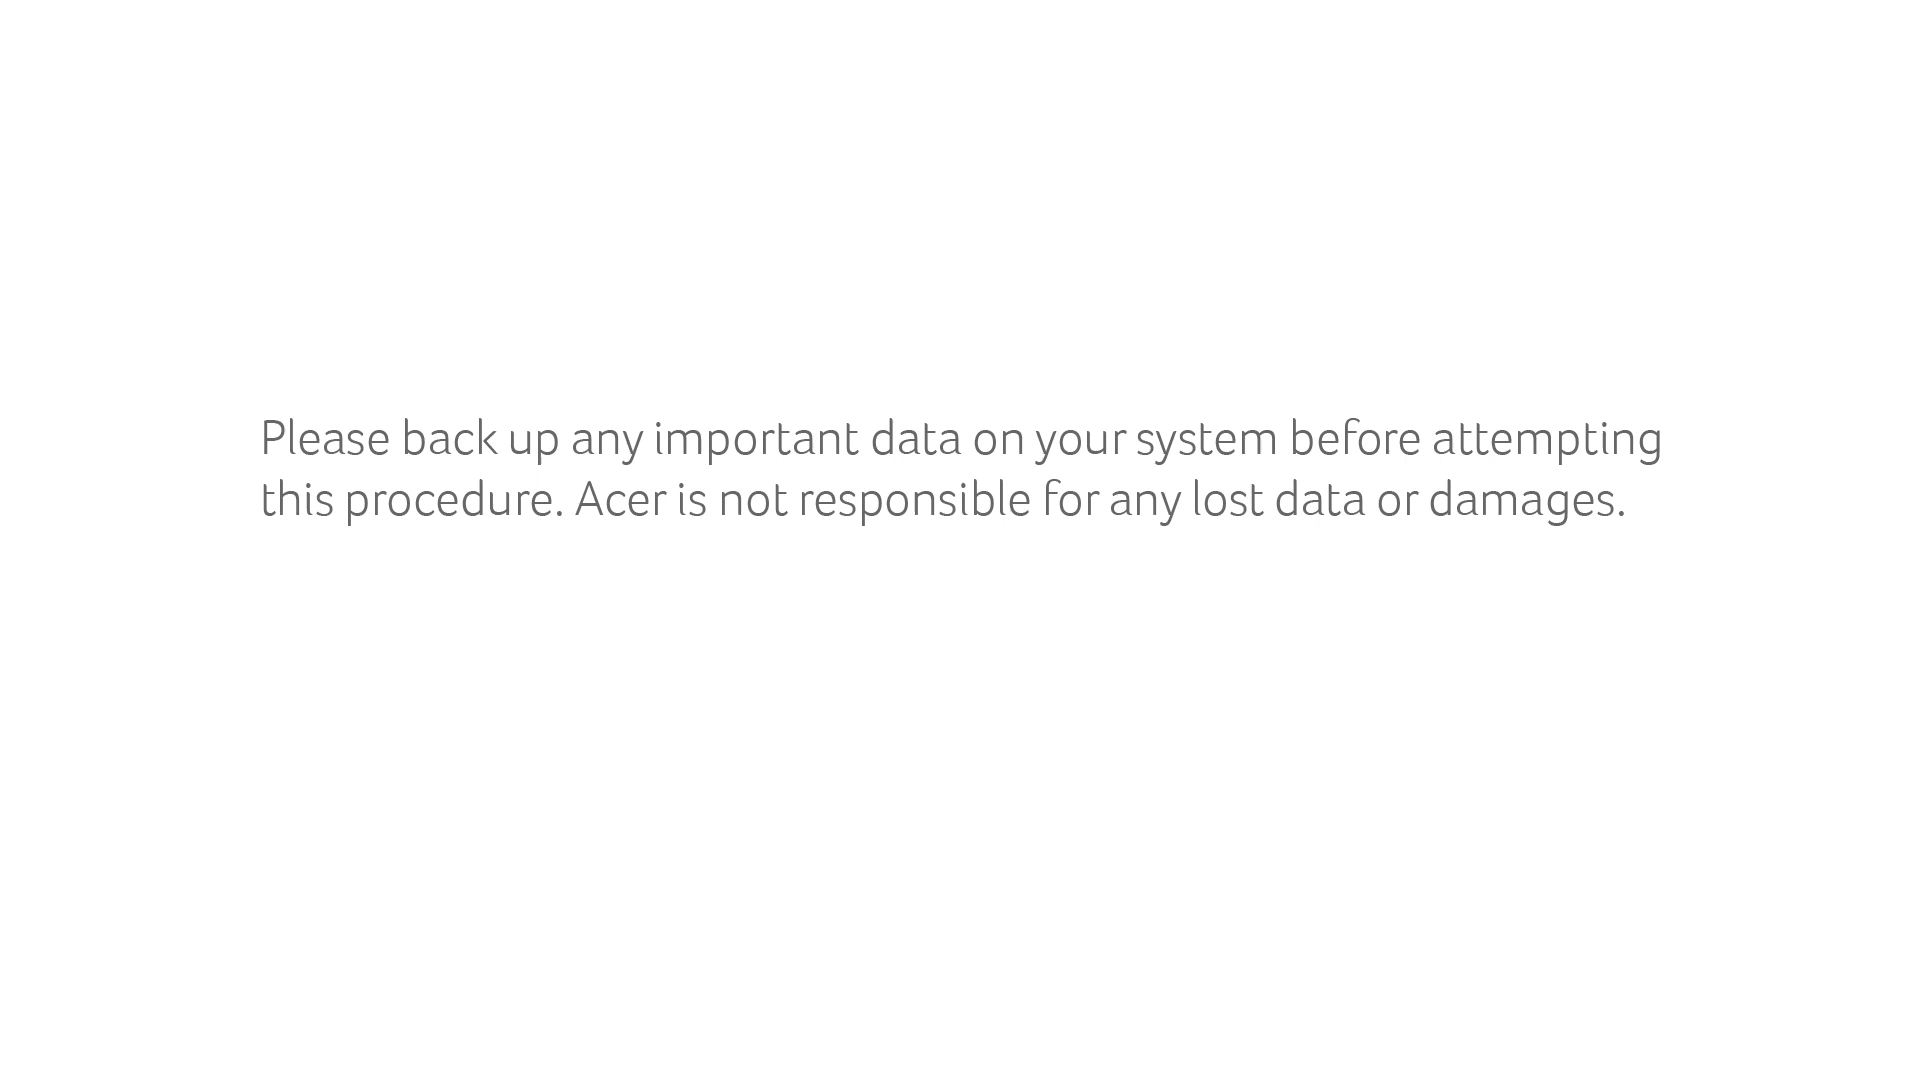 Please back up any important data on your system before attempting
this procedure. Acer is not responsible for any lost data or damages.